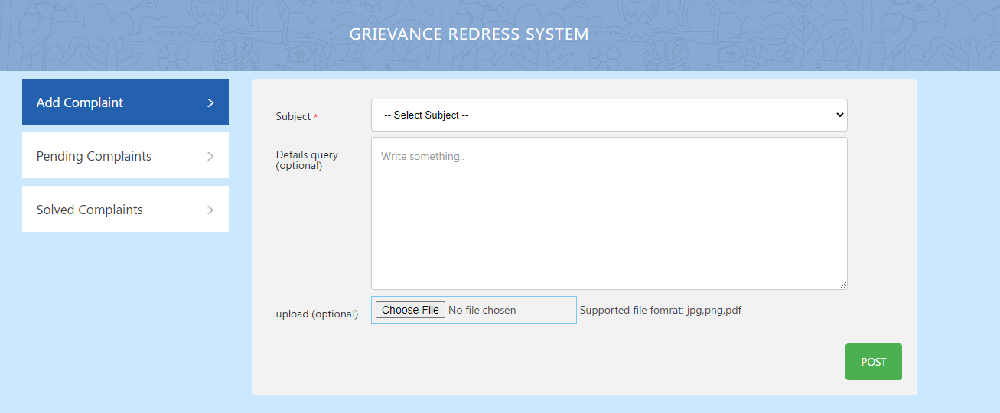 GRIEVANCE REDRESS SYSTEM
Add Complaint
Pending Complaints
Solved Complaints
Subject *
-- Select Subject --
Details query
(optional)
Write something..
upload (optional)
Choose File No file chosen
Supported file fomrat: jpg,png,pdf
POST